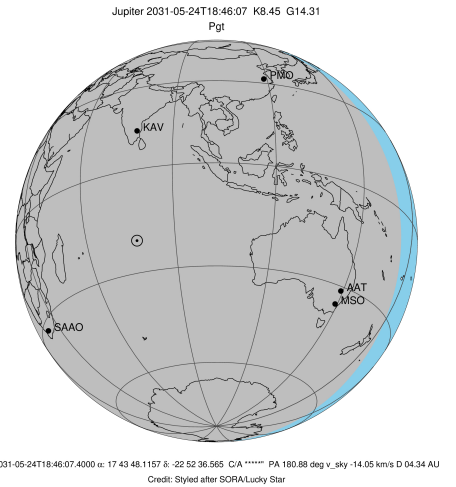 Jupiter 2031-05-24T18:46:07 K8.45 G14.31
Pgt
PMO
KAV
AAT
MSO
SAAO
031-05-24T18:46:07.4000 α: 17 43 48.1157 δ: -22 52 36.565 C/A *****" PA 180.88 deg v_sky -14.05 km/s D 04.34 AU
Credit: Styled after SORA/Lucky Star